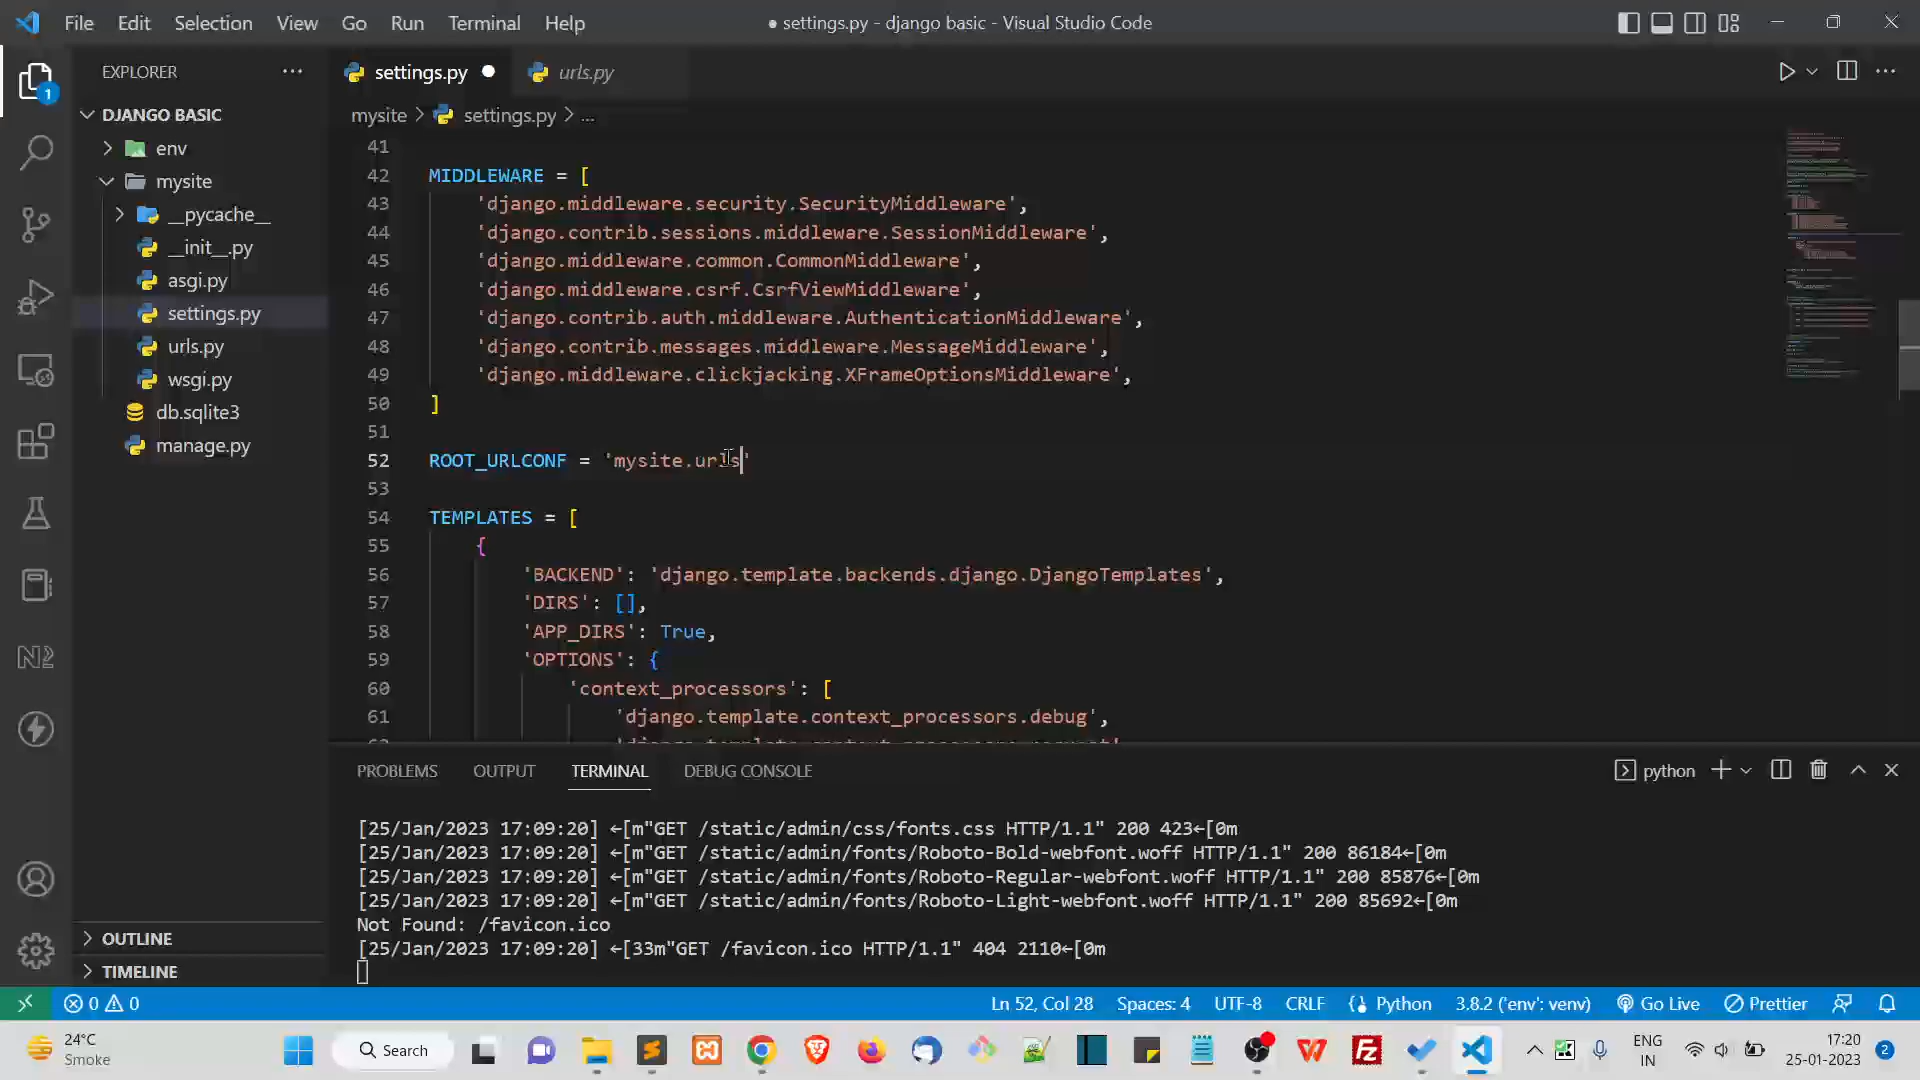 File Edit Selection View Go Run Terminal Help
● settings.py - django basic - Visual Studio Code
EXPLORER
settings.py
urls.py
1
DJANGO BASIC
mysite > settings.py > ...
env
mysite
__pycache__
__init__.py
asgi.py
settings.py
urls.py
wsgi.py
db.sqlite3
manage.py
OUTLINE
TIMELINE
41
42 MIDDLEWARE = [
43 'django.middleware.security.SecurityMiddleware',
44 'django.contrib.sessions.middleware.SessionMiddleware',
45 'django.middleware.common.CommonMiddleware',
46 'django.middleware.csrf.CsrfViewMiddleware',
47 'django.contrib.auth.middleware.AuthenticationMiddleware',
48 'django.contrib.messages.middleware.MessageMiddleware',
49 'django.middleware.clickjacking.XFrameOptionsMiddleware',
50 ]
51
52 ROOT_URLCONF = 'mysite.urls'
53
54 TEMPLATES = [
55 {
56 'BACKEND': 'django.template.backends.django.DjangoTemplates',
57 'DIRS': [],
58 'APP_DIRS': True,
59 'OPTIONS': {
60 'context_processors': [
61 'django.template.context_processors.debug',
PROBLEMS OUTPUT TERMINAL DEBUG CONSOLE
python
[25/Jan/2023 17:09:20] ←[m"GET /static/admin/css/fonts.css HTTP/1.1" 200 423←[0m
[25/Jan/2023 17:09:20] ←[m"GET /static/admin/fonts/Roboto-Bold-webfont.woff HTTP/1.1" 200 86184←[0m
[25/Jan/2023 17:09:20] ←[m"GET /static/admin/fonts/Roboto-Regular-webfont.woff HTTP/1.1" 200 85876←[0m
[25/Jan/2023 17:09:20] ←[m"GET /static/admin/fonts/Roboto-Light-webfont.woff HTTP/1.1" 200 85692←[0m
Not Found: /favicon.ico
[25/Jan/2023 17:09:20] ←[33m"GET /favicon.ico HTTP/1.1" 404 2110←[0m
0 0 Ln 52, Col 28 Spaces: 4 UTF-8 CRLF Python 3.8.2 ('env': venv) Go Live Prettier
24°C
Smoke
Search
ENG
IN
17:20
25-01-2023
2